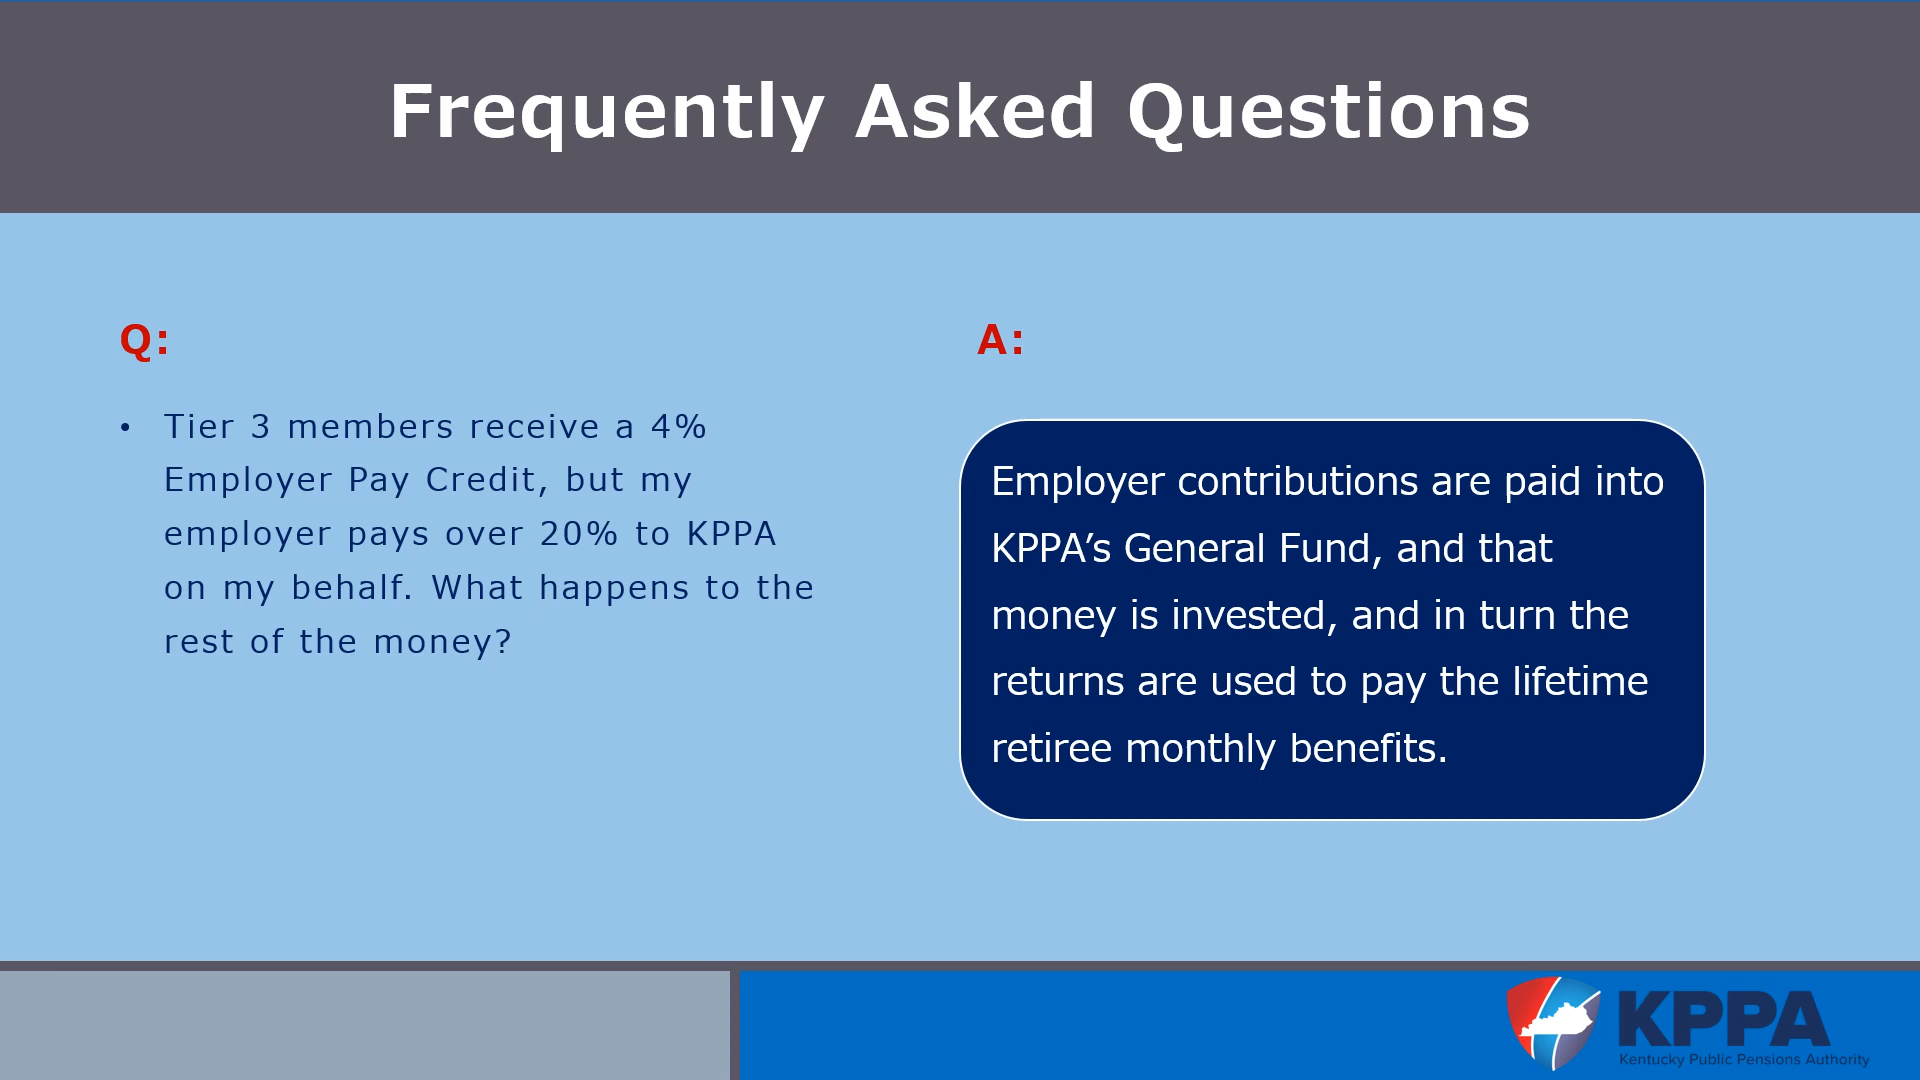 Frequently Asked Questions
Q:
• Tier 3 members receive a 4%
Employer Pay Credit, but my
employer pays over 20% to KPPA
on my behalf. What happens to the
rest of the money?
A:
Employer contributions are paid into
KPPA’s General Fund, and that
money is invested, and in turn the
returns are used to pay the lifetime
retiree monthly benefits.
KPPA
Kentucky Public Pensions Authority